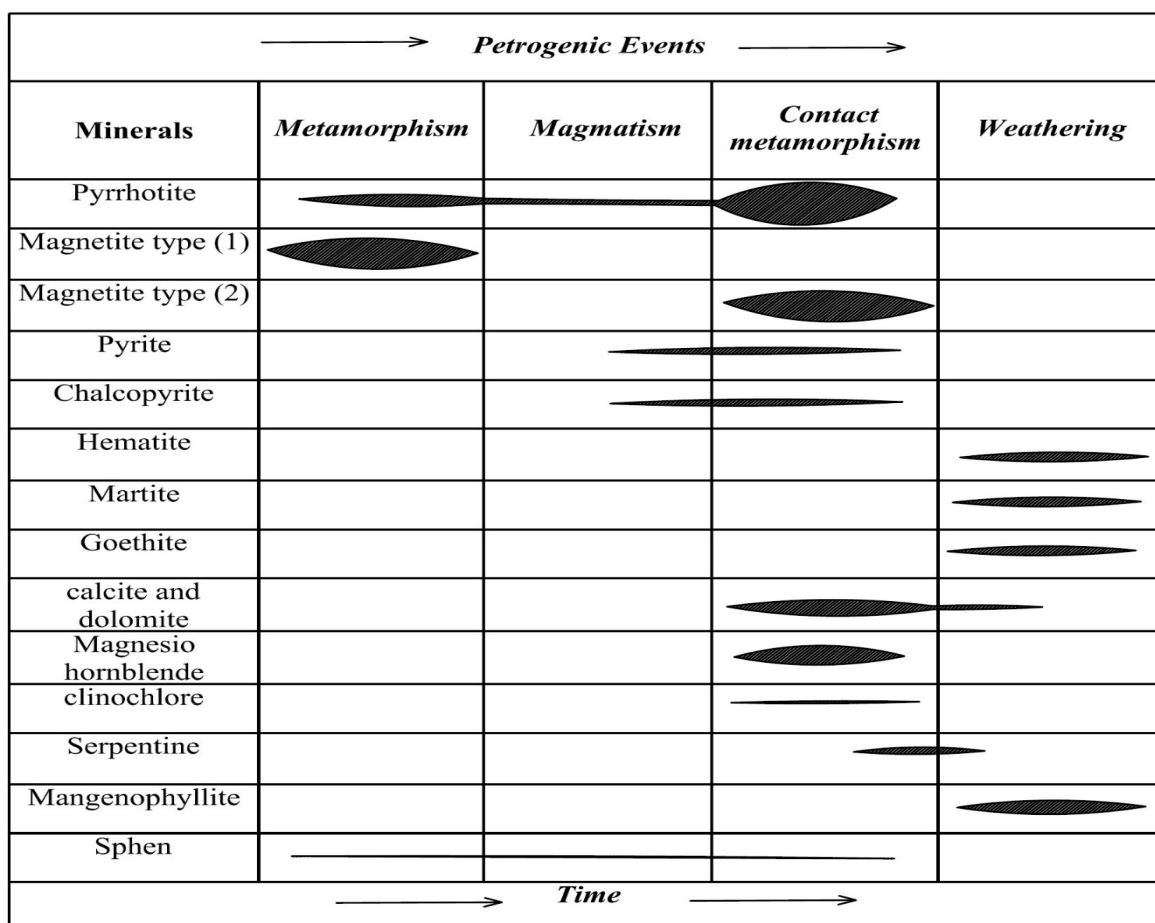 Petrogenic Events
Minerals
Metamorphism
Magmatism
Contact
metamorphism
Weathering
Pyrrhotite
Magnetite type (1)
Magnetite type (2)
Pyrite
Chalcopyrite
Hematite
Martite
Goethite
calcite and
dolomite
Magnesio
hornblende
clinochlore
Serpentine
Mangenophyllite
Sphen
Time